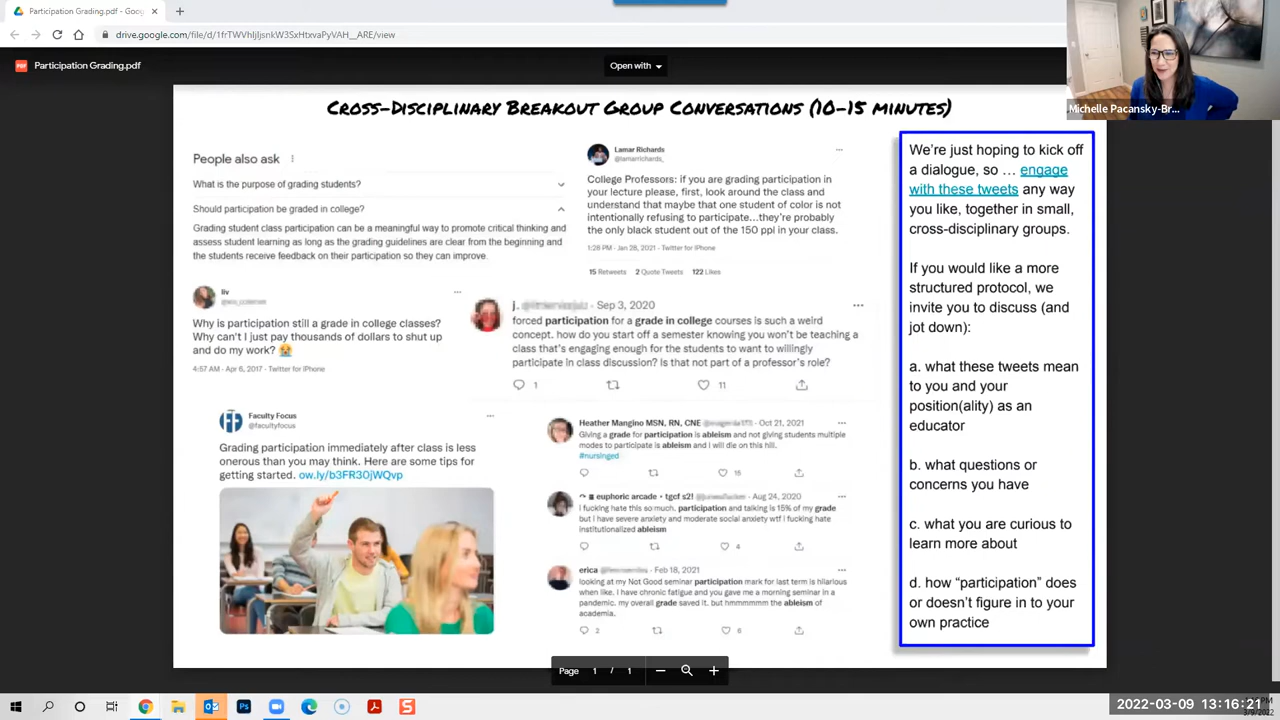 Participation Grading.pdf - Goo
drive.google.com/file/d/1frTWVhIjIjsnkW3SxHtxvaPyVAH__ARE/view
Participation Grading.pdf
Open with
Michelle Pacansky-Br...
Cross-Disciplinary Breakout Group Conversations (10-15 minutes)
People also ask
What is the purpose of grading students?
Should participation be graded in college?
Grading student class participation can be a meaningful way to promote critical thinking and
assess student learning as long as the grading guidelines are clear from the beginning and
the students receive feedback on their participation so they can improve.
Lamar Richards
@lamarrichards_
College Professors: if you are grading participation in
your lecture please, first, look around the class and
understand that maybe that one student of color is not
intentionally refusing to participate...they're probably
the only black student out of the 150 ppl in your class.
1:28 PM · Jan 28, 2021 · Twitter for iPhone
15 Retweets 2 Quote Tweets 122 Likes
liv
Why is participation still a grade in college classes?
Why can't I just pay thousands of dollars to shut up
and do my work? 😭
4:57 AM · Apr 6, 2017 · Twitter for iPhone
j. · Sep 3, 2020
forced participation for a grade in college courses is such a weird
concept. how do you start off a semester knowing you won't be teaching a
class that's engaging enough for the students to want to willingly
participate in class discussion? Is that not part of a professor's role?
1 11
Faculty Focus
@facultyfocus
Grading participation immediately after class is less
onerous than you may think. Here are some tips for
getting started. ow.ly/b3FR30jWQvp
Heather Mangino MSN, RN, CNE · Oct 21, 2021
Giving a grade for participation is ableism and not giving students multiple
modes to participate is ableism and I will die on this hill.
#nursinged
euphoric arcade • tgcf s2! · Aug 24, 2020
I fucking hate this so much. participation and talking is 15% of my grade
but i have severe anxiety and moderate social anxiety wtf i fucking hate
institutionalized ableism
4
erica · Feb 18, 2021
looking at my Not Good seminar participation mark for last term is hilarious
when like. I have chronic fatigue and you gave me a morning seminar in a
pandemic. my overall grade saved it. but hmmmmmm the ableism of
academia.
2 6
We're just hoping to kick off
a dialogue, so … engage
with these tweets any way
you like, together in small,
cross-disciplinary groups.
If you would like a more
structured protocol, we
invite you to discuss (and
jot down):
a. what these tweets mean
to you and your
position(ality) as an
educator
b. what questions or
concerns you have
c. what you are curious to
learn more about
d. how "participation" does
or doesn't figure in to your
own practice
Page 1 / 1
2022-03-09 13:16:21
3/9/2022